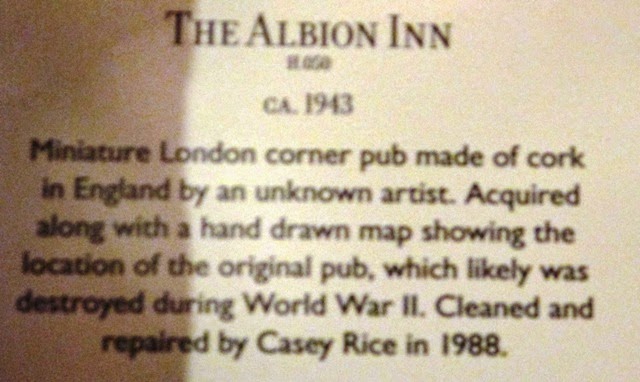 THE ALBION INN
H.050
CA. 1943
Miniature London corner pub made of cork
in England by an unknown artist. Acquired
along with a hand drawn map showing the
location of the original pub, which likely was
destroyed during World War II. Cleaned and
repaired by Casey Rice in 1988.